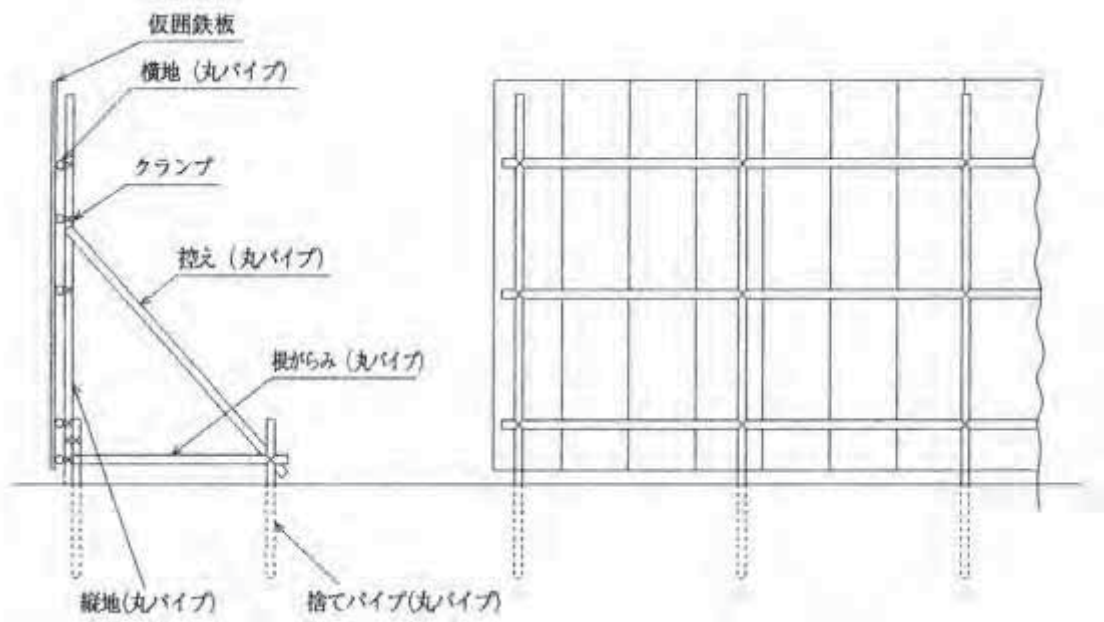 仮囲鉄板
横地（丸パイプ）
クランプ
控え（丸パイプ）
根がらみ（丸パイプ）
縦地(丸パイプ)
捨てパイプ(丸パイプ)